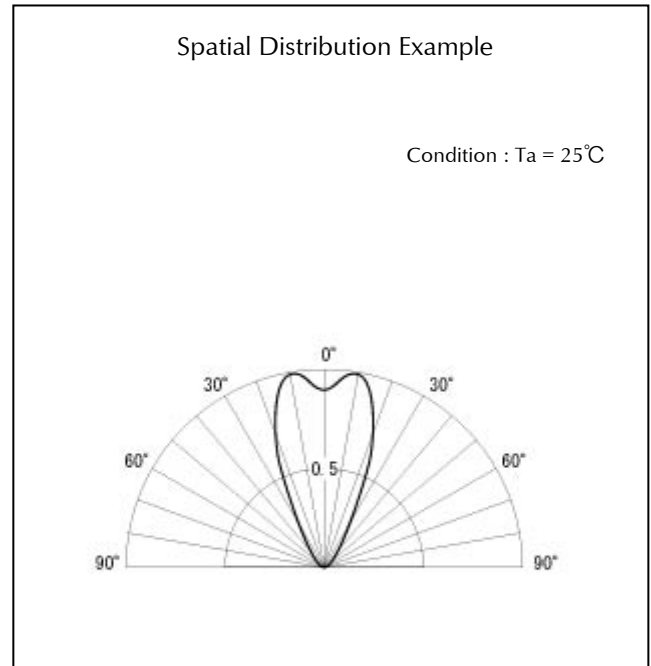 Spatial Distribution Example
Condition : Ta = 25℃
0°
30° 30°
60° 60°
0.5
90° 90°